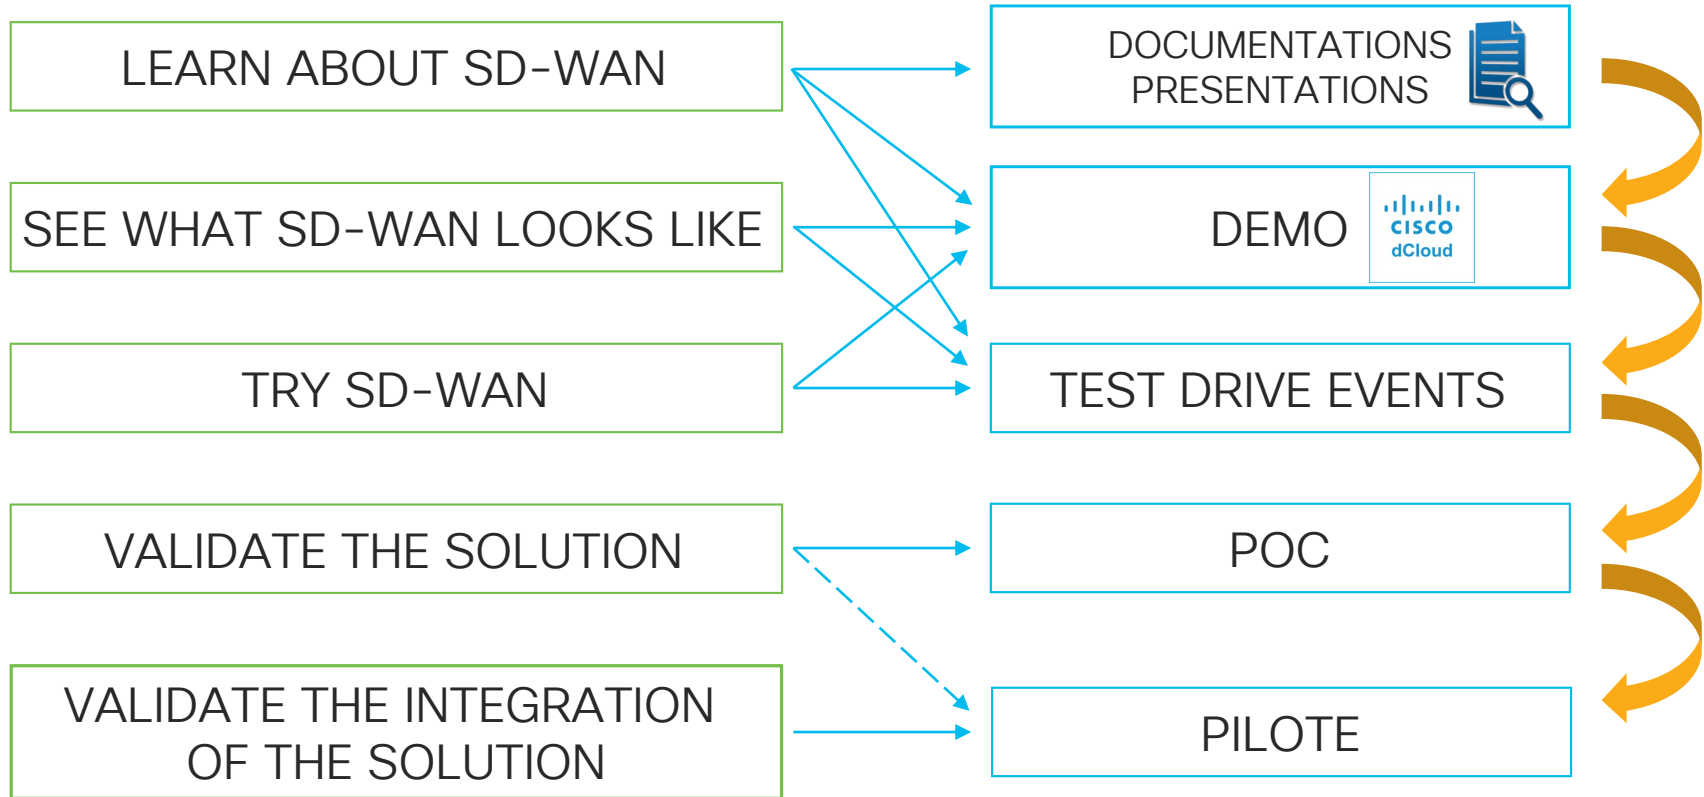 LEARN ABOUT SD-WAN
DOCUMENTATIONS
PRESENTATIONS
SEE WHAT SD-WAN LOOKS LIKE
DEMO
CISCO
dCloud
TRY SD-WAN
TEST DRIVE EVENTS
VALIDATE THE SOLUTION
POC
VALIDATE THE INTEGRATION
OF THE SOLUTION
PILOTE